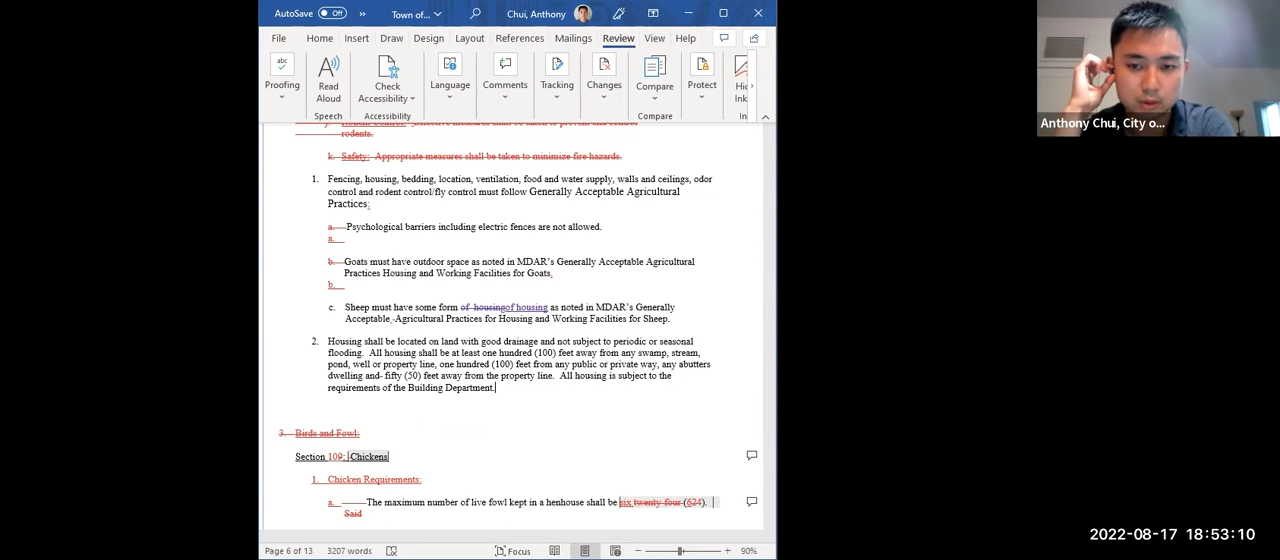 AutoSave Off Town of... Chui, Anthony
File Home Insert Draw Design Layout References Mailings Review View Help
Proofing Read Aloud Check Accessibility Language Comments Tracking Changes Compare Protect Hide Ink
Speech Accessibility Compare In
rodents.
k. Safety: Appropriate measures shall be taken to minimize fire hazards.
1. Fencing, housing, bedding, location, ventilation, food and water supply, walls and ceilings, odor
control and rodent control/fly control must follow Generally Acceptable Agricultural
Practices:
a. Psychological barriers including electric fences are not allowed.
a.
b. Goats must have outdoor space as noted in MDAR's Generally Acceptable Agricultural
Practices Housing and Working Facilities for Goats.
b.
c. Sheep must have some form of housingof housing as noted in MDAR's Generally
Acceptable Agricultural Practices for Housing and Working Facilities for Sheep.
2. Housing shall be located on land with good drainage and not subject to periodic or seasonal
flooding. All housing shall be at least one hundred (100) feet away from any swamp, stream,
pond, well or property line, one hundred (100) feet from any public or private way, any abutters
dwelling and fifty (50) feet away from the property line. All housing is subject to the
requirements of the Building Department.
3. Birds and Fowl:
Section 109: Chickens
1. Chicken Requirements:
a. The maximum number of live fowl kept in a henhouse shall be six twenty-four (624).
Said
Page 6 of 13 3207 words Focus 90%
Anthony Chui, City o...
2022-08-17 18:53:10